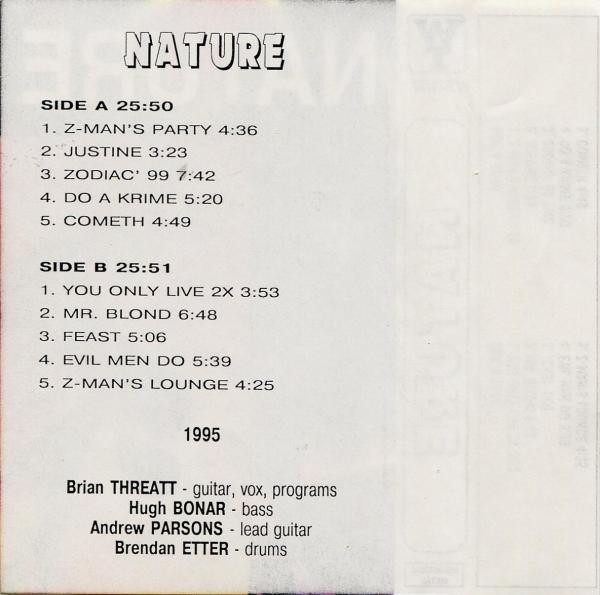 NATURE
SIDE A 25:50
1. Z-MAN'S PARTY 4:36
2. JUSTINE 3:23
3. ZODIAC' 99 7:42
4. DO A KRIME 5:20
5. COMETH 4:49
SIDE B 25:51
1. YOU ONLY LIVE 2X 3:53
2. MR. BLOND 6:48
3. FEAST 5:06
4. EVIL MEN DO 5:39
5. Z-MAN'S LOUNGE 4:25
1995
Brian THREATT - guitar, vox, programs
Hugh BONAR - bass
Andrew PARSONS - lead guitar
Brendan ETTER - drums